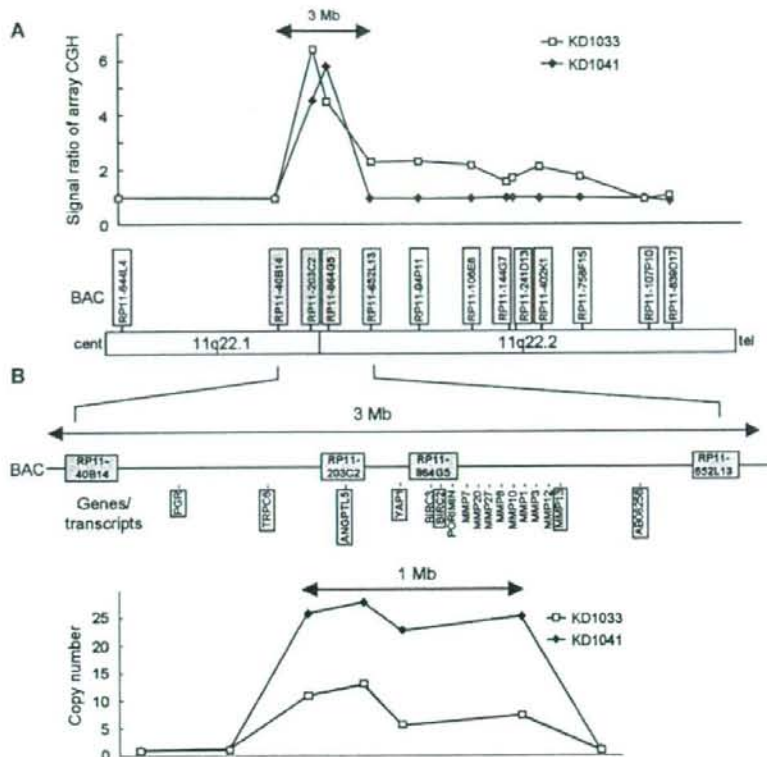 A
3 Mb
KD1033
KD1041
Signal ratio of array CGH
6
4
2
0
BAC
RP11-644L4
RP11-40B14
RP11-203C2
RP11-864G5
RP11-652L13
RP11-94P11
RP11-106E8
RP11-144G7
RP11-241D13
RP11-402K1
RP11-758F15
RP11-107P10
RP11-839D17
cent 11q22.1 11q22.2 tel
B
3 Mb
BAC
RP11-40B14
RP11-203C2
RP11-864G5
RP11-652L13
Genes/
transcripts
PGR
TRPC6
ANGPTL5
YAP1
BIRC3
BIRC2
PORIMIN
MMP7
MMP20
MMP27
MMP8
MMP10
MMP1
MMP3
MMP12
MMP13
1 Mb
KD1033
KD1041
Copy number
25
20
15
10
5
0